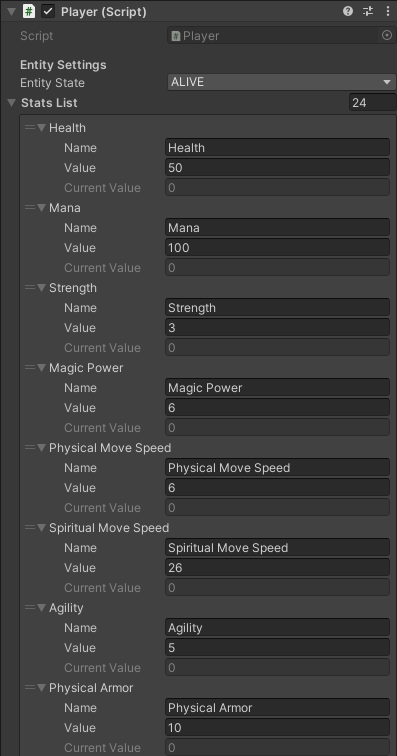 Player (Script)
Script Player
Entity Settings
Entity State ALIVE
Stats List 24
Health
Name Health
Value 50
Current Value 0
Mana
Name Mana
Value 100
Current Value 0
Strength
Name Strength
Value 3
Current Value 0
Magic Power
Name Magic Power
Value 6
Current Value 0
Physical Move Speed
Name Physical Move Speed
Value 6
Current Value 0
Spiritual Move Speed
Name Spiritual Move Speed
Value 26
Current Value 0
Agility
Name Agility
Value 5
Current Value 0
Physical Armor
Name Physical Armor
Value 10
Current Value 0